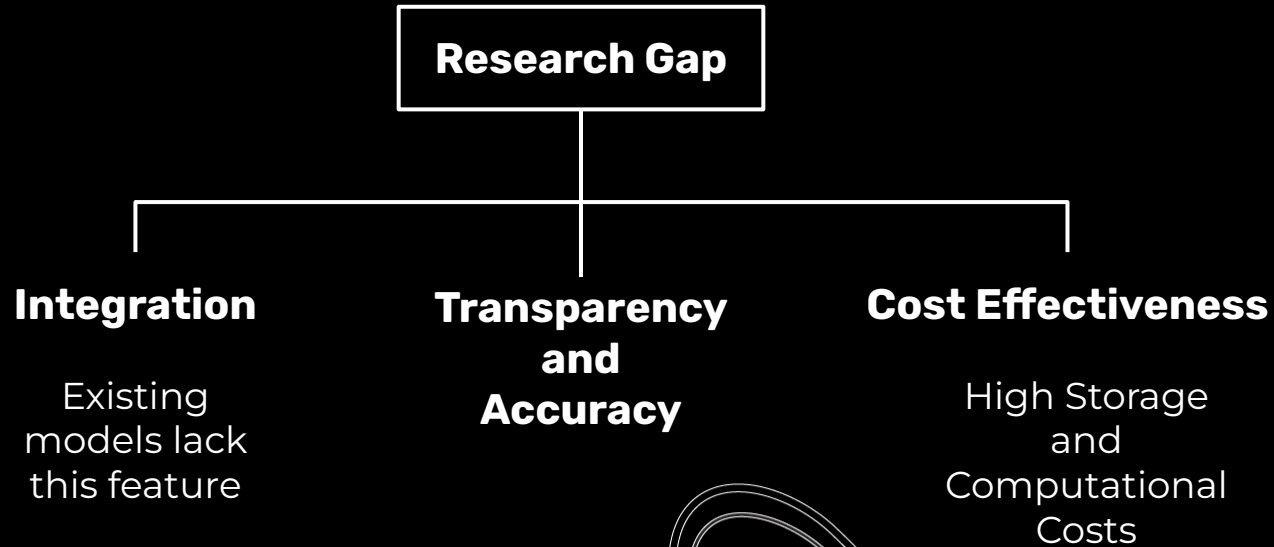 Research Gap
Integration
Existing
models lack
this feature
Transparency
and
Accuracy
Cost Effectiveness
High Storage
and
Computational
Costs